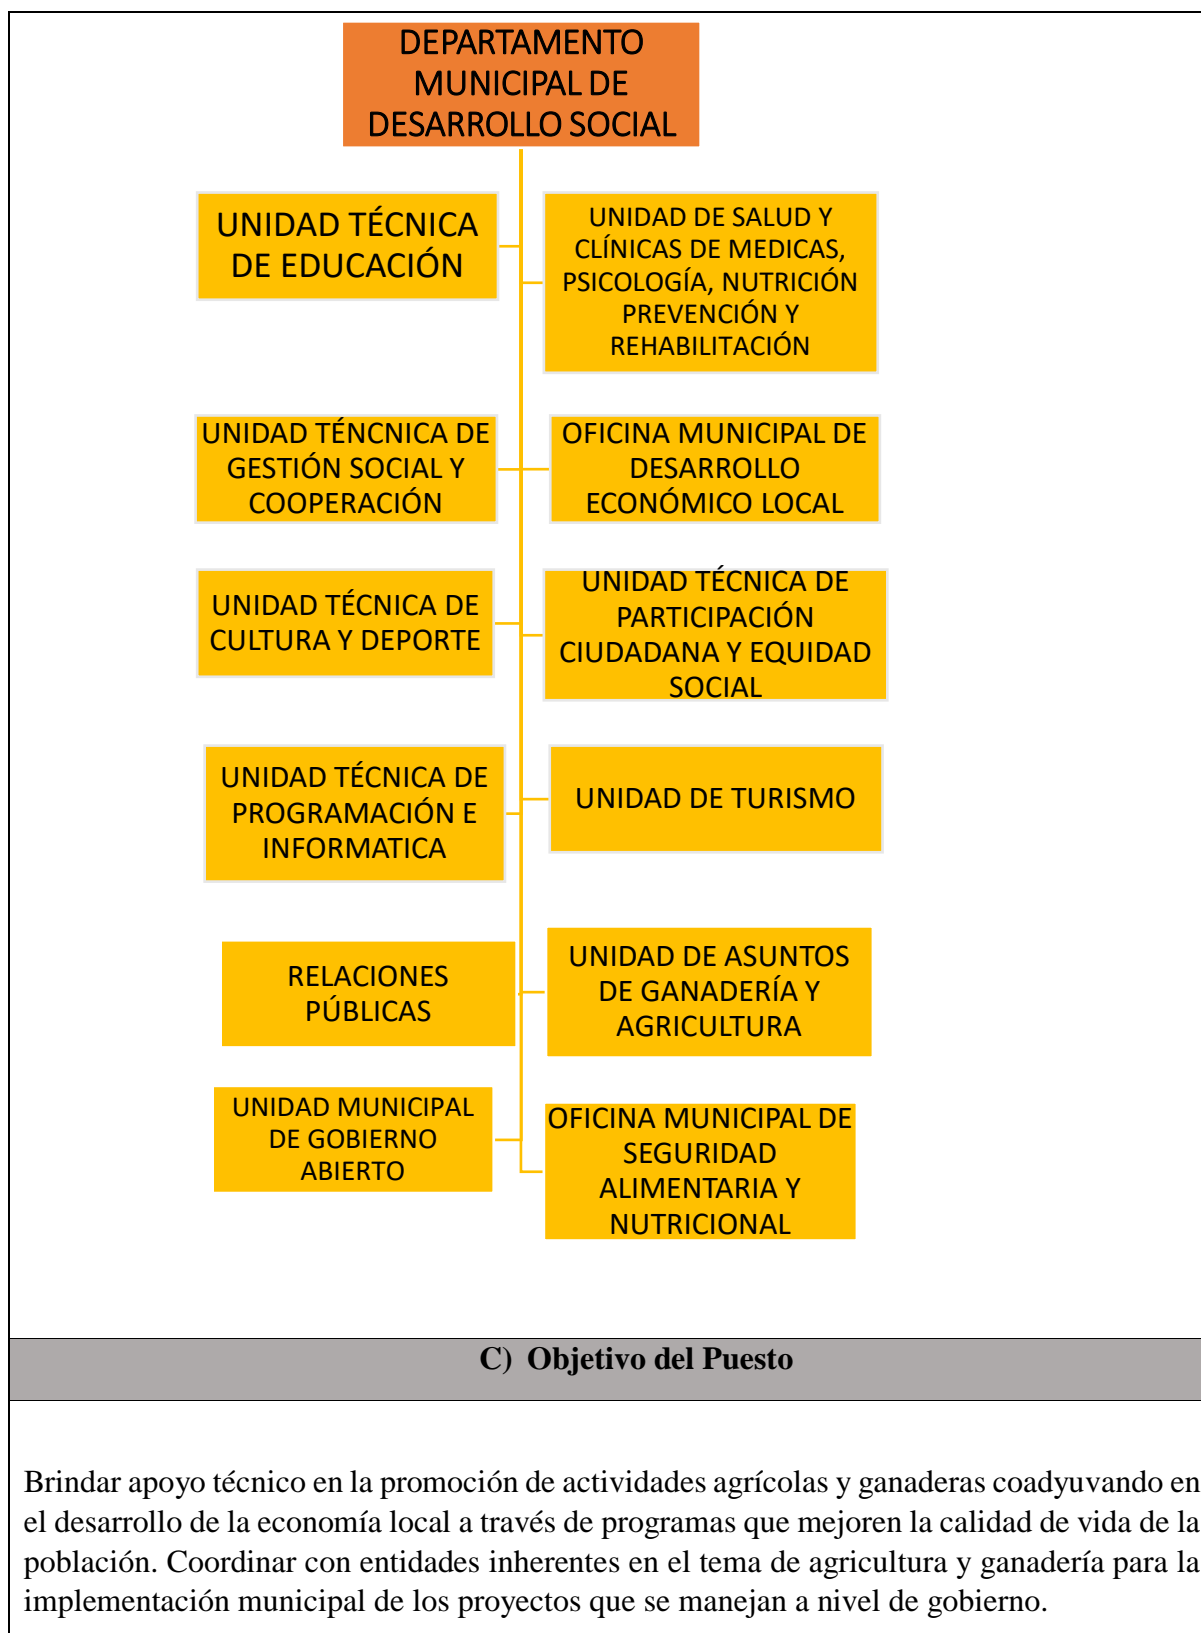 DEPARTAMENTO
MUNICIPAL DE
DESARROLLO SOCIAL
UNIDAD TÉCNICA
DE EDUCACIÓN
UNIDAD DE SALUD Y
CLÍNICAS DE MEDICAS,
PSICOLOGÍA, NUTRICIÓN
PREVENCIÓN Y
REHABILITACIÓN
UNIDAD TÉNCNICA DE
GESTIÓN SOCIAL Y
COOPERACIÓN
OFICINA MUNICIPAL DE
DESARROLLO
ECONÓMICO LOCAL
UNIDAD TÉCNICA DE
CULTURA Y DEPORTE
UNIDAD TÉCNICA DE
PARTICIPACIÓN
CIUDADANA Y EQUIDAD
SOCIAL
UNIDAD TÉCNICA DE
PROGRAMACIÓN E
INFORMATICA
UNIDAD DE TURISMO
RELACIONES
PÚBLICAS
UNIDAD DE ASUNTOS
DE GANADERÍA Y
AGRICULTURA
UNIDAD MUNICIPAL
DE GOBIERNO
ABIERTO
OFICINA MUNICIPAL DE
SEGURIDAD
ALIMENTARIA Y
NUTRICIONAL
C) Objetivo del Puesto
Brindar apoyo técnico en la promoción de actividades agrícolas y ganaderas coadyuvando en
el desarrollo de la economía local a través de programas que mejoren la calidad de vida de la
población. Coordinar con entidades inherentes en el tema de agricultura y ganadería para la
implementación municipal de los proyectos que se manejan a nivel de gobierno.